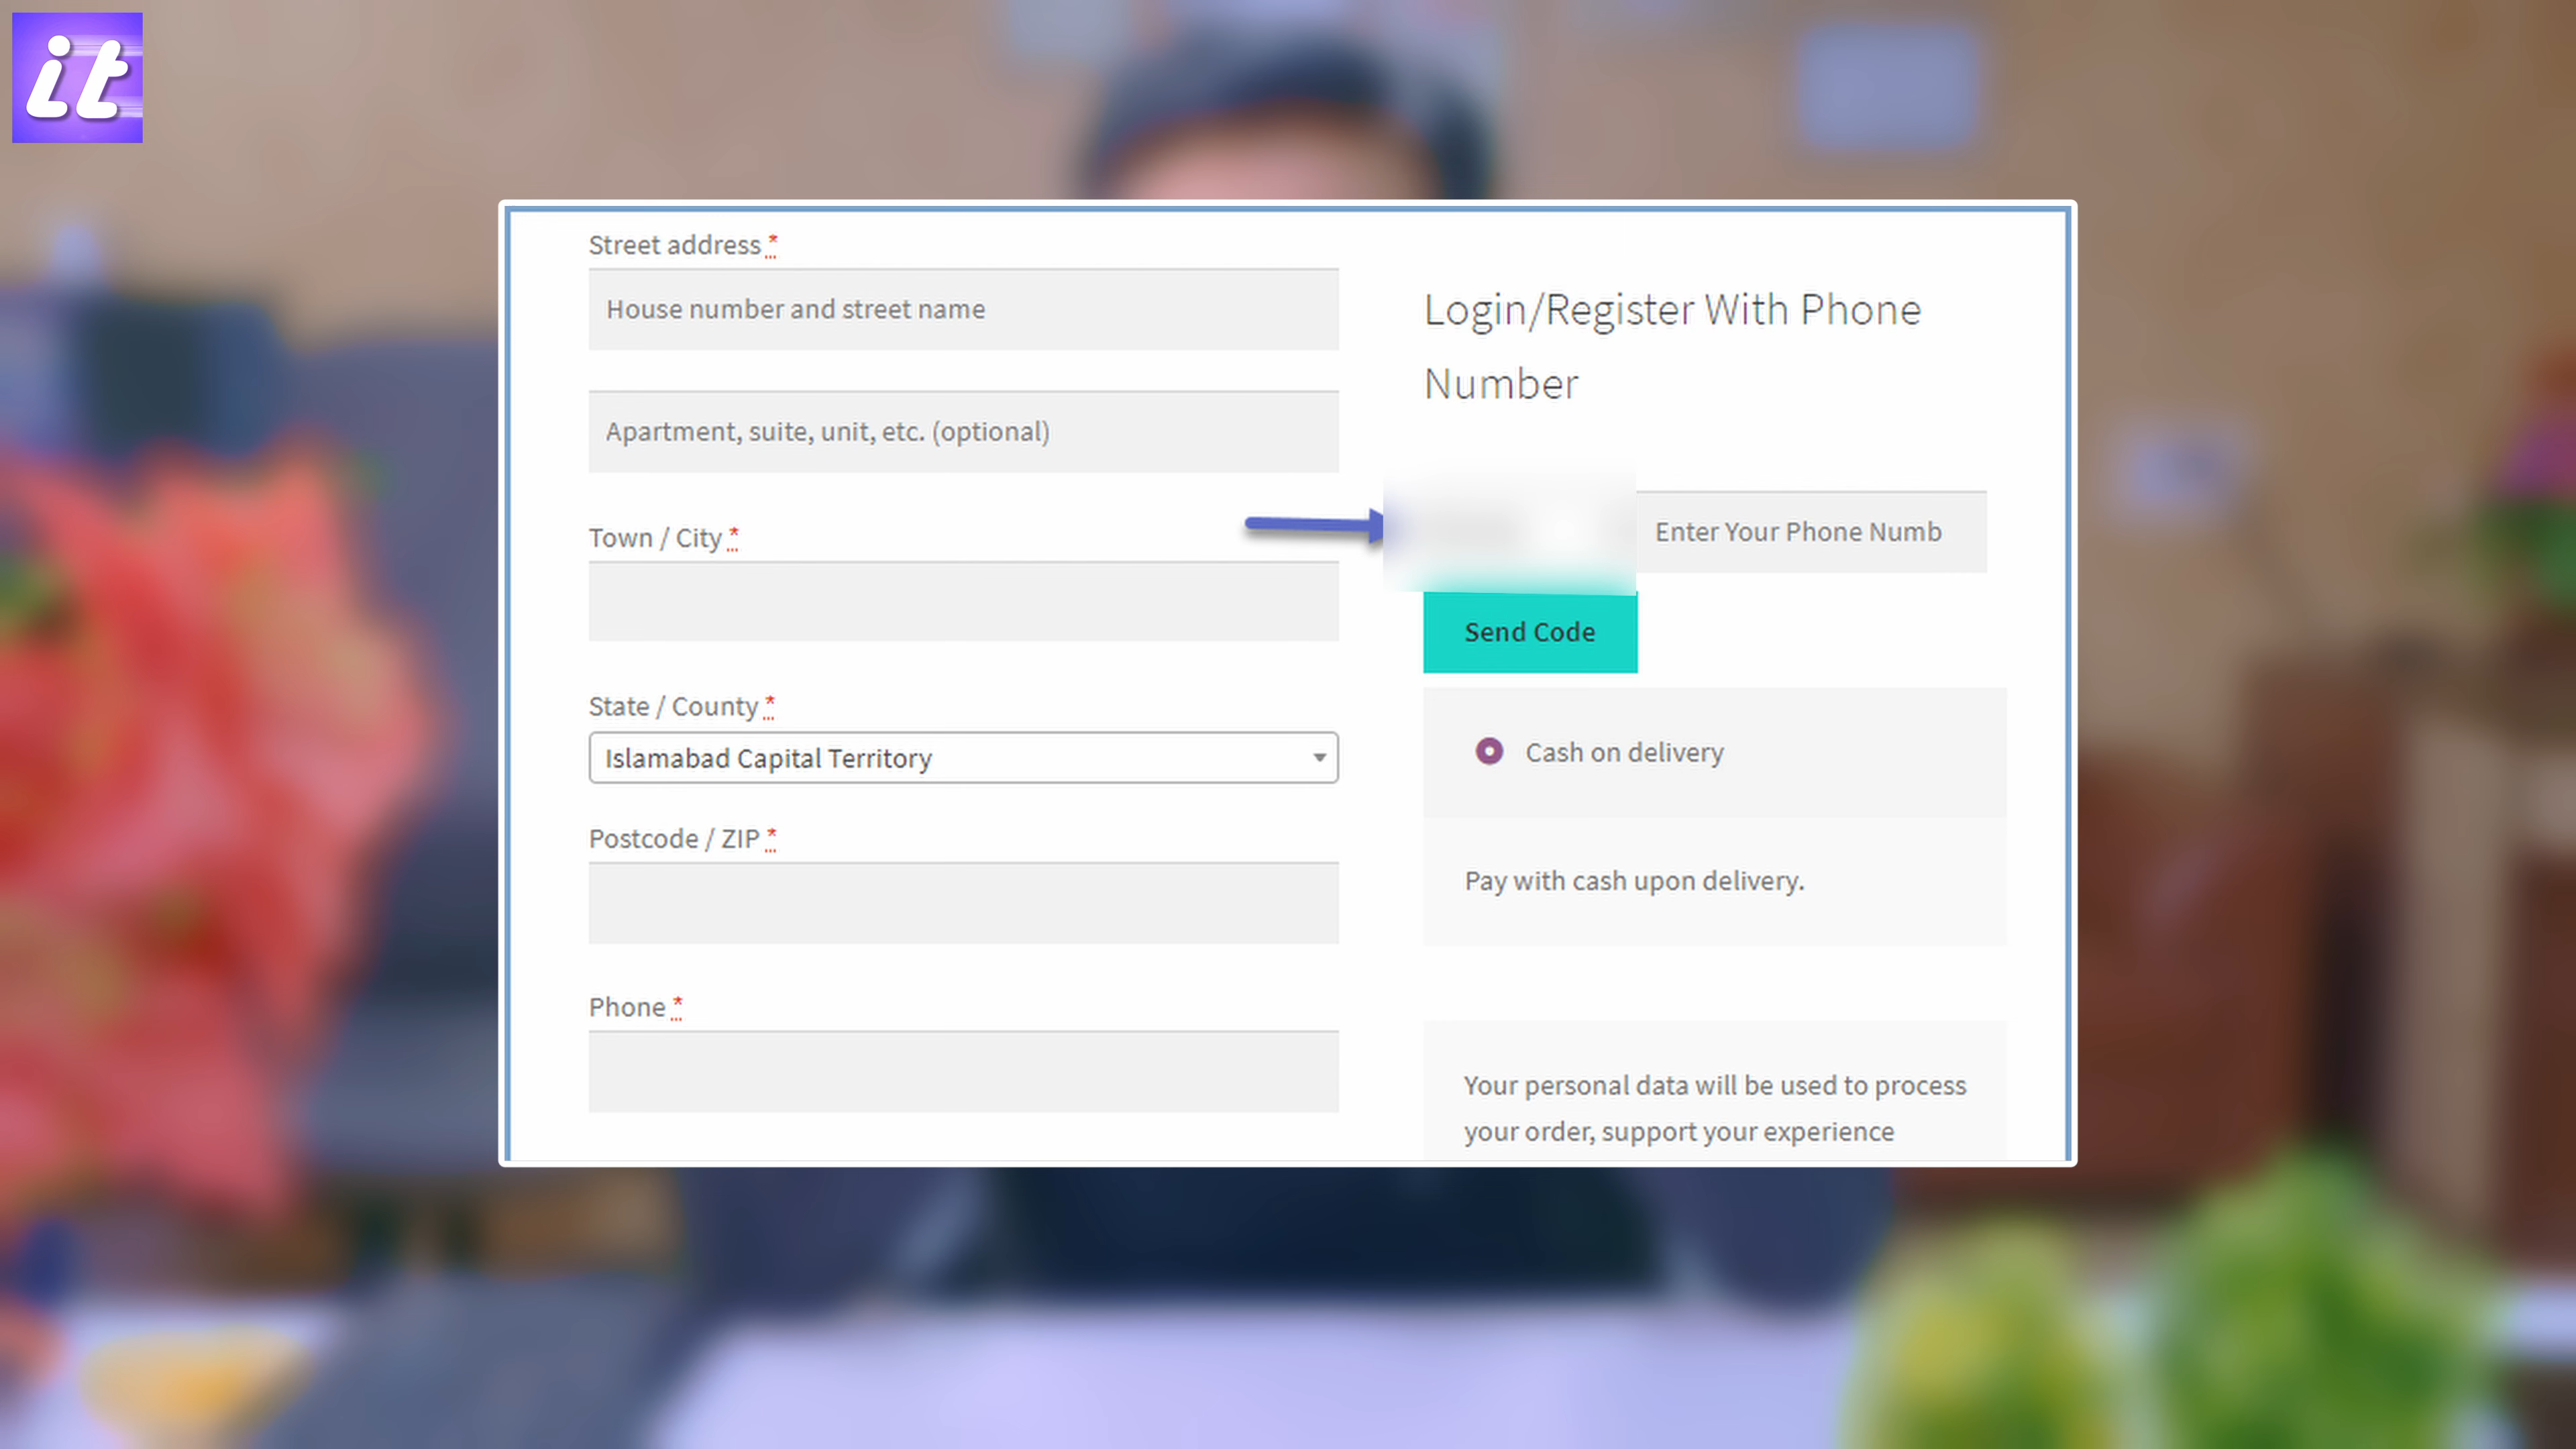 it
Street address *
House number and street name
Apartment, suite, unit, etc. (optional)
Town / City *
State / County *
Islamabad Capital Territory
Postcode / ZIP *
Phone *
Login/Register With Phone
Number
Enter Your Phone Numb
Send Code
Cash on delivery
Pay with cash upon delivery.
Your personal data will be used to process
your order, support your experience